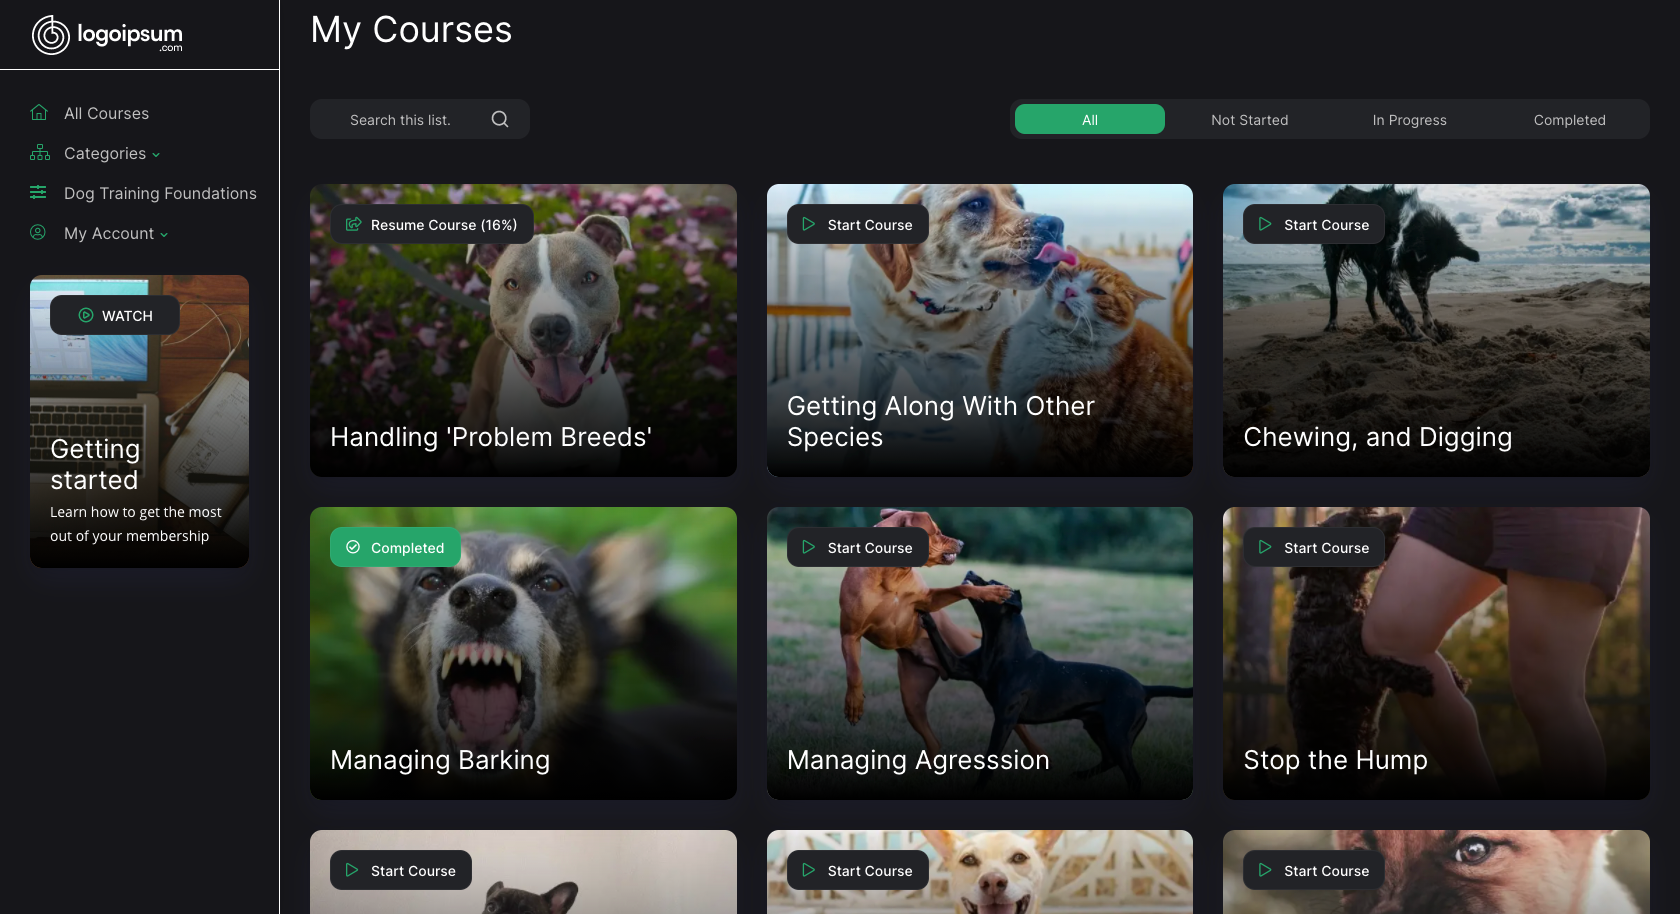 logoipsum
.com
My Courses
All Courses
Categories
Dog Training Foundations
My Account
WATCH
Getting
started
Learn how to get the most
out of your membership
Search this list.
All
Not Started
In Progress
Completed
Resume Course (16%)
Handling 'Problem Breeds'
Start Course
Getting Along With Other
Species
Start Course
Chewing, and Digging
Completed
Managing Barking
Start Course
Managing Agresssion
Start Course
Stop the Hump
Start Course
Start Course
Start Course